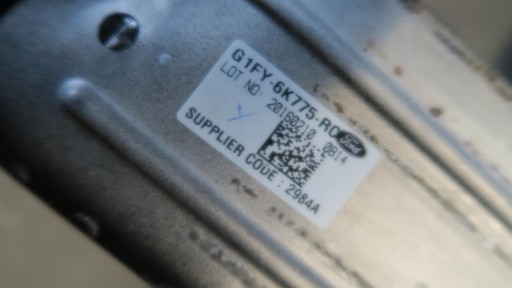 G1FY-6K775-RC
Ford
LOT NO: 20160210 0814
SUPPLIER CODE : 2984A